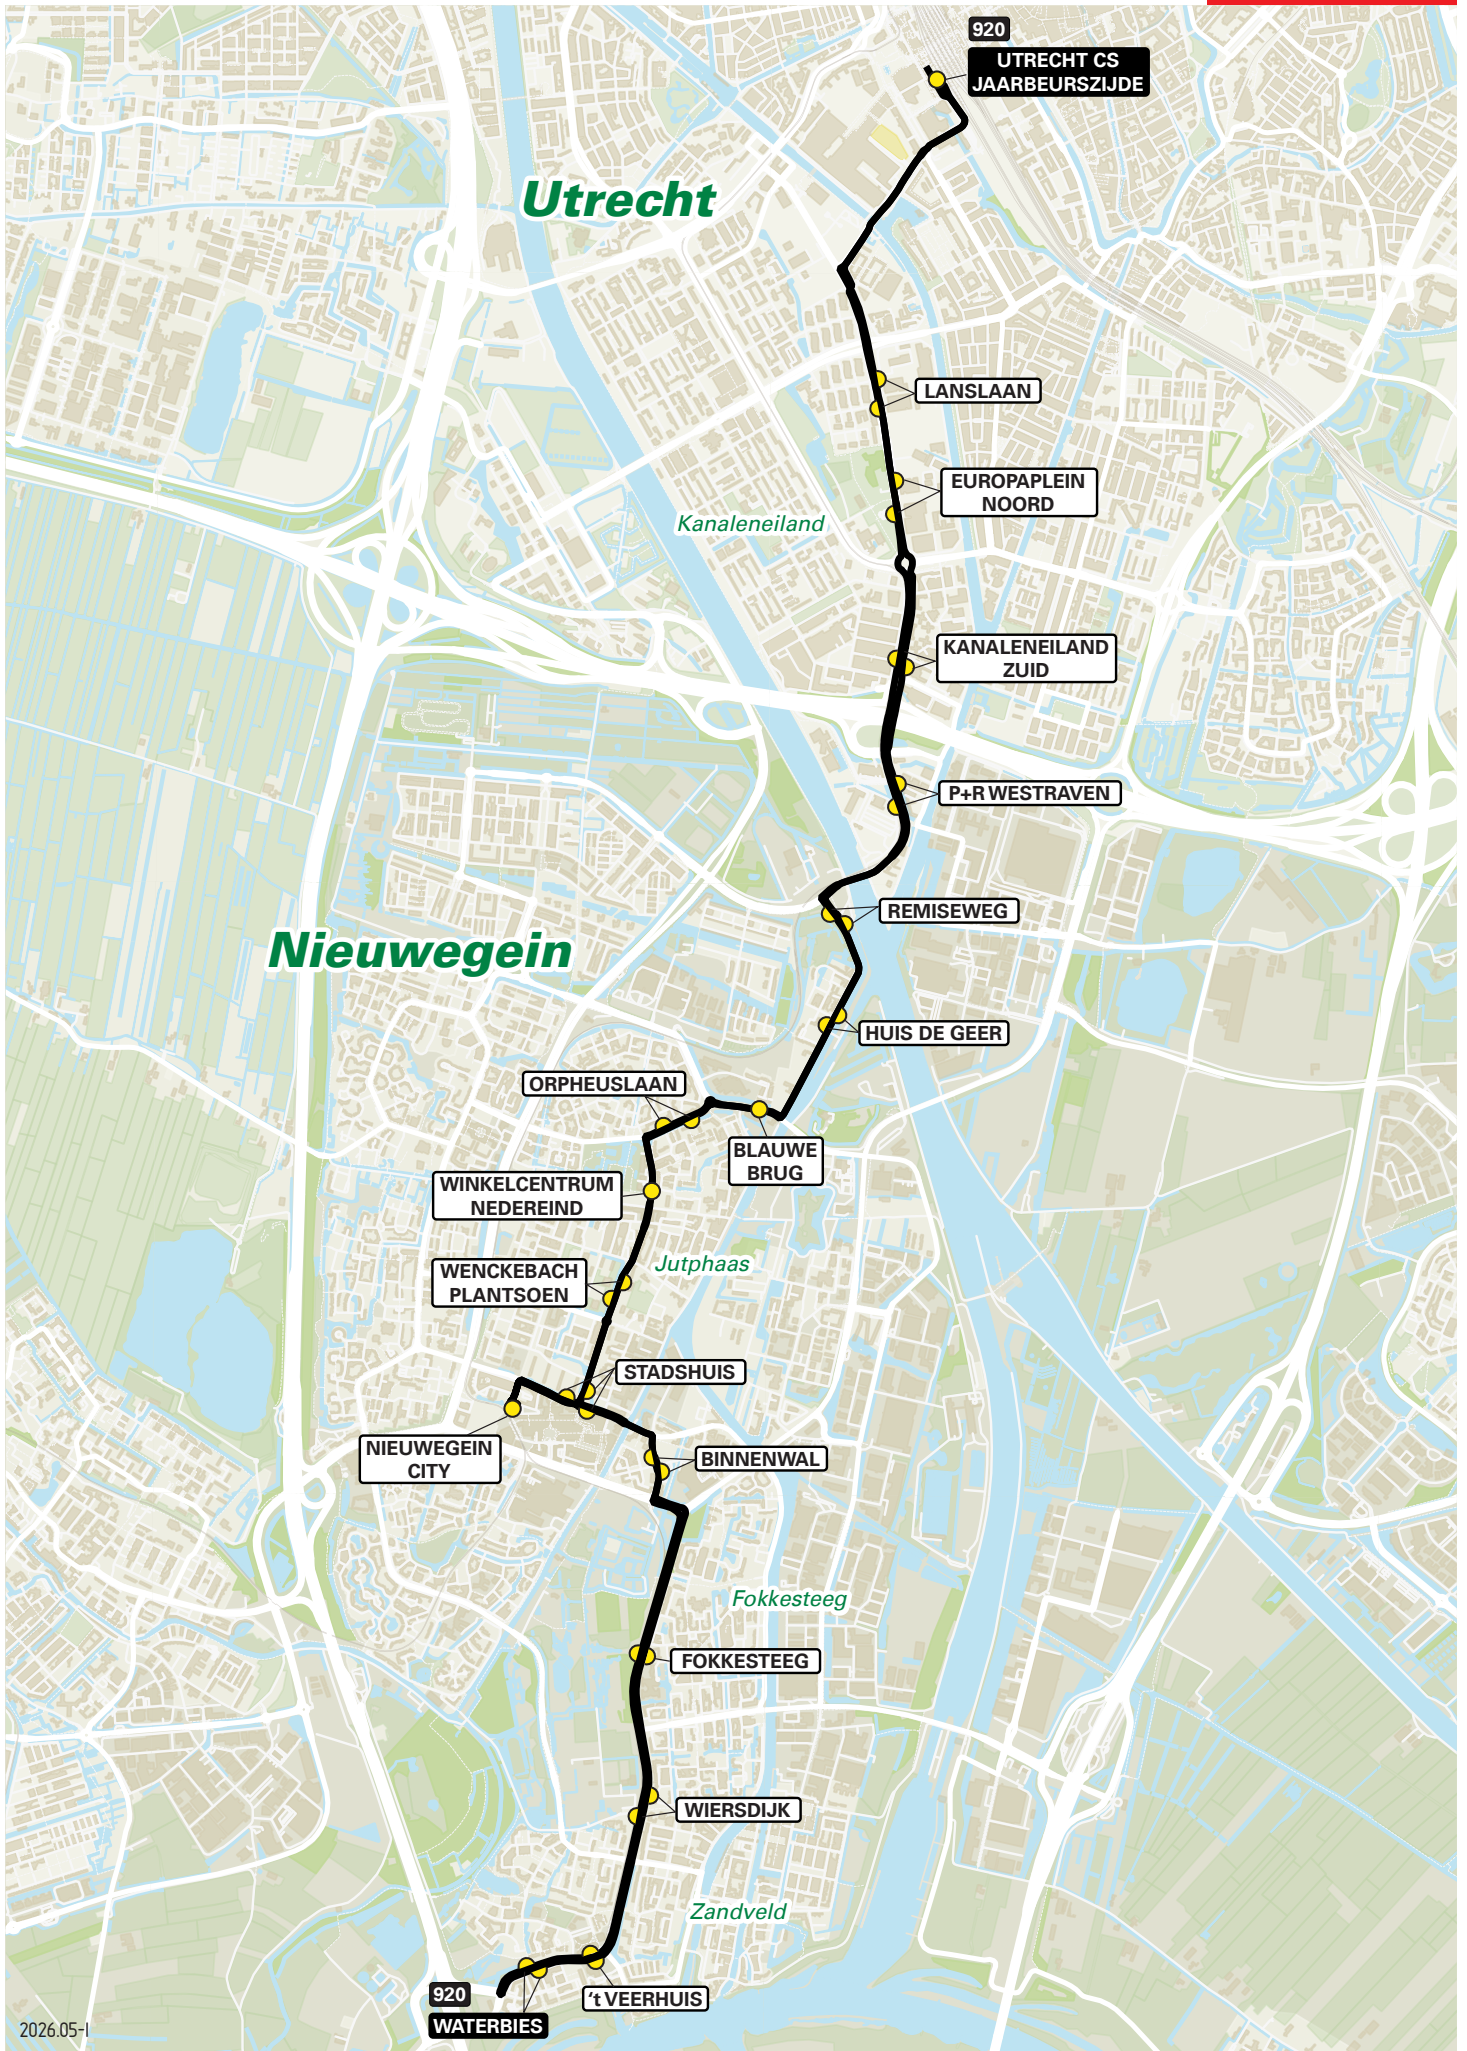 920
UTRECHT CS
JAARBEURSZIJDE
Utrecht
LANSLAAN
EUROPAPLEIN
NOORD
Kanaleneiland
KANALENEILAND
ZUID
P+R WESTRAVEN
REMISEWEG
Nieuwegein
HUIS DE GEER
ORPHEUSLAAN
BLAUWE
BRUG
WINKELCENTRUM
NEDEREIND
Jutphaas
WENCKEBACH
PLANTSOEN
STADSHUIS
NIEUWEGEIN
CITY
BINNENWAL
Fokkesteeg
FOKKESTEEG
WIERSDIJK
Zandveld
't VEERHUIS
920
WATERBIES
2026.05-I